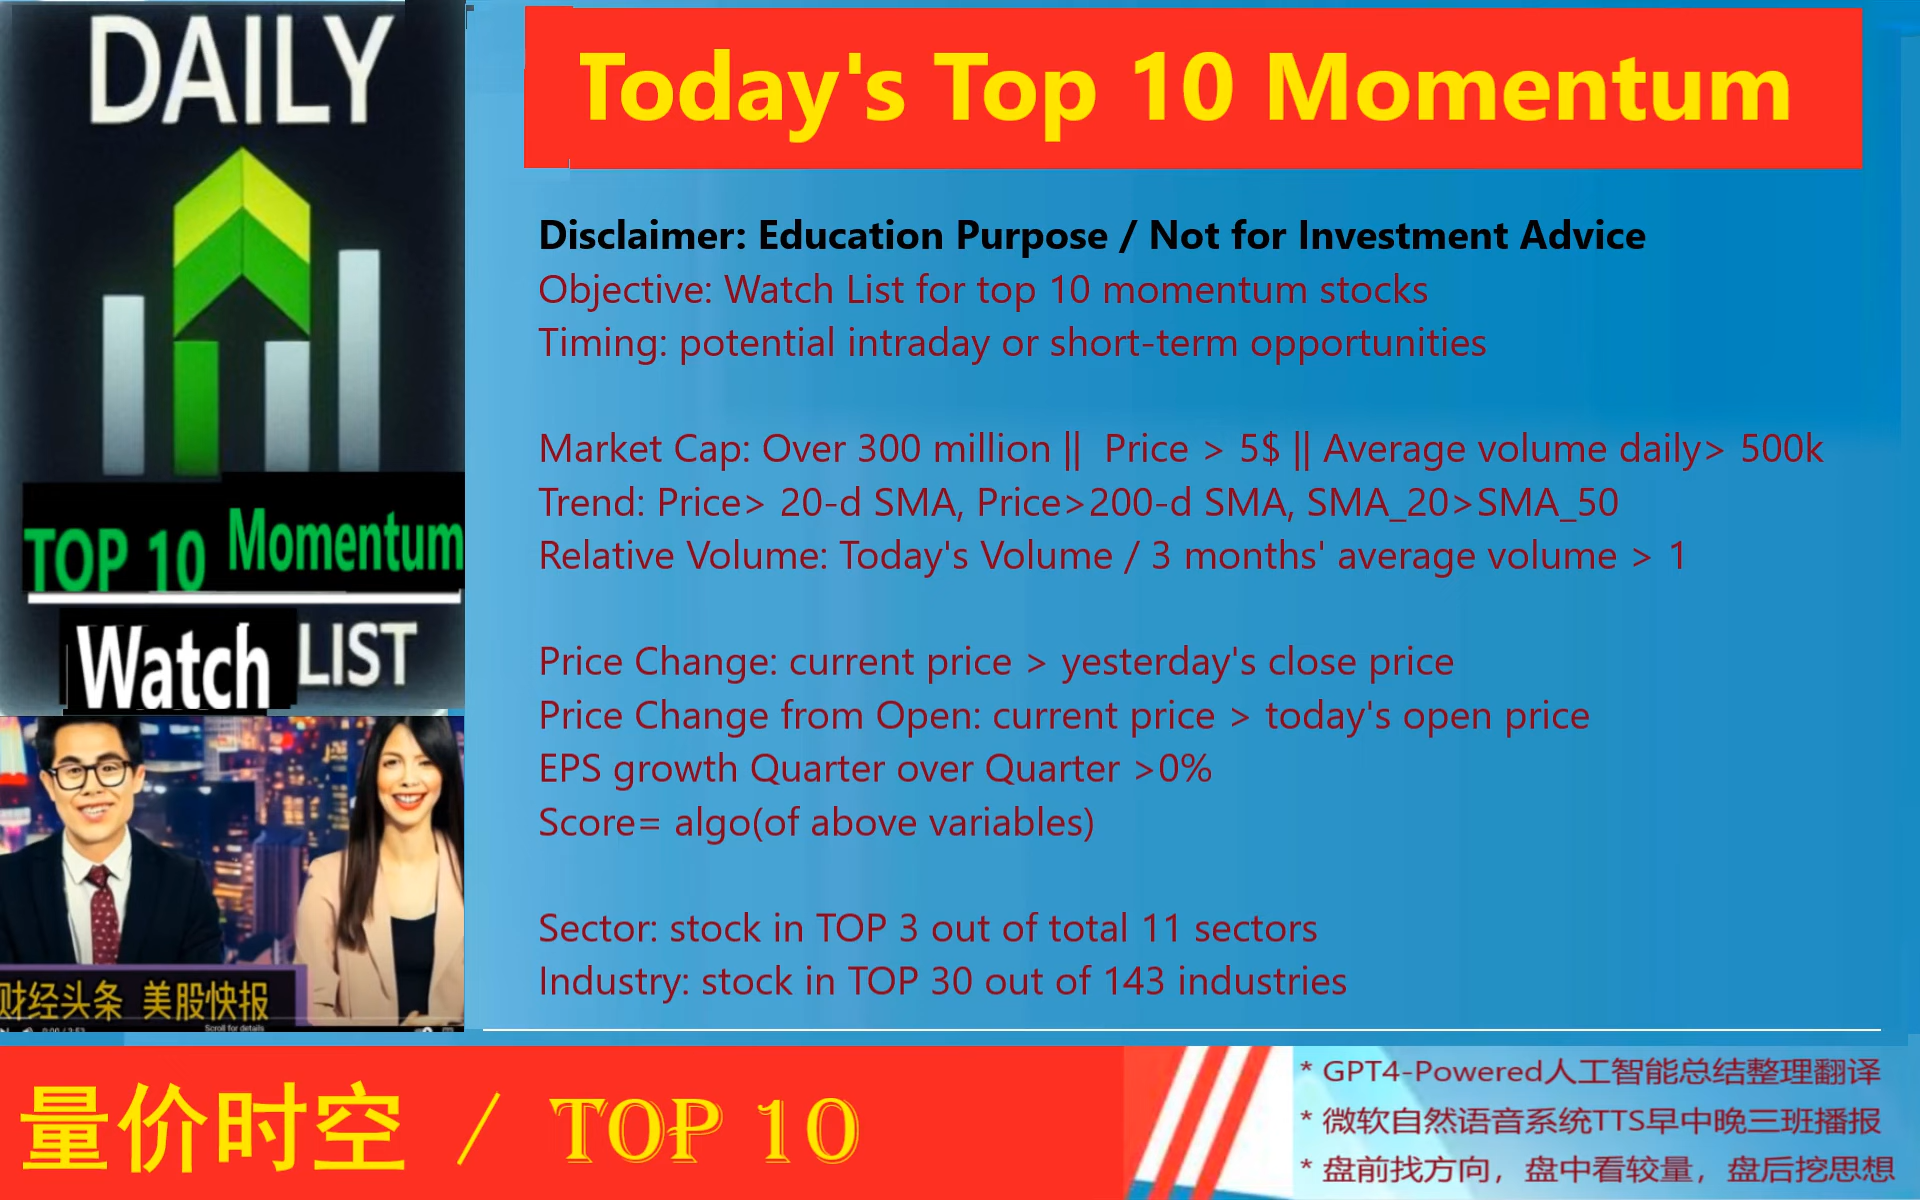 DAILY
TOP 10 Momentum
Watch LIST
财经头条 美股快报
Scroll for details
Today's Top 10 Momentum
Disclaimer: Education Purpose / Not for Investment Advice
Objective: Watch List for top 10 momentum stocks
Timing: potential intraday or short-term opportunities
Market Cap: Over 300 million || Price > 5$ || Average volume daily> 500k
Trend: Price> 20-d SMA, Price>200-d SMA, SMA_20>SMA_50
Relative Volume: Today's Volume / 3 months' average volume > 1
Price Change: current price > yesterday's close price
Price Change from Open: current price > today's open price
EPS growth Quarter over Quarter >0%
Score= algo(of above variables)
Sector: stock in TOP 3 out of total 11 sectors
Industry: stock in TOP 30 out of 143 industries
量价时空 / TOP 10
* GPT4-Powered人工智能总结整理翻译
* 微软自然语音系统TTS早中晚三班播报
* 盘前找方向，盘中看较量，盘后挖思想